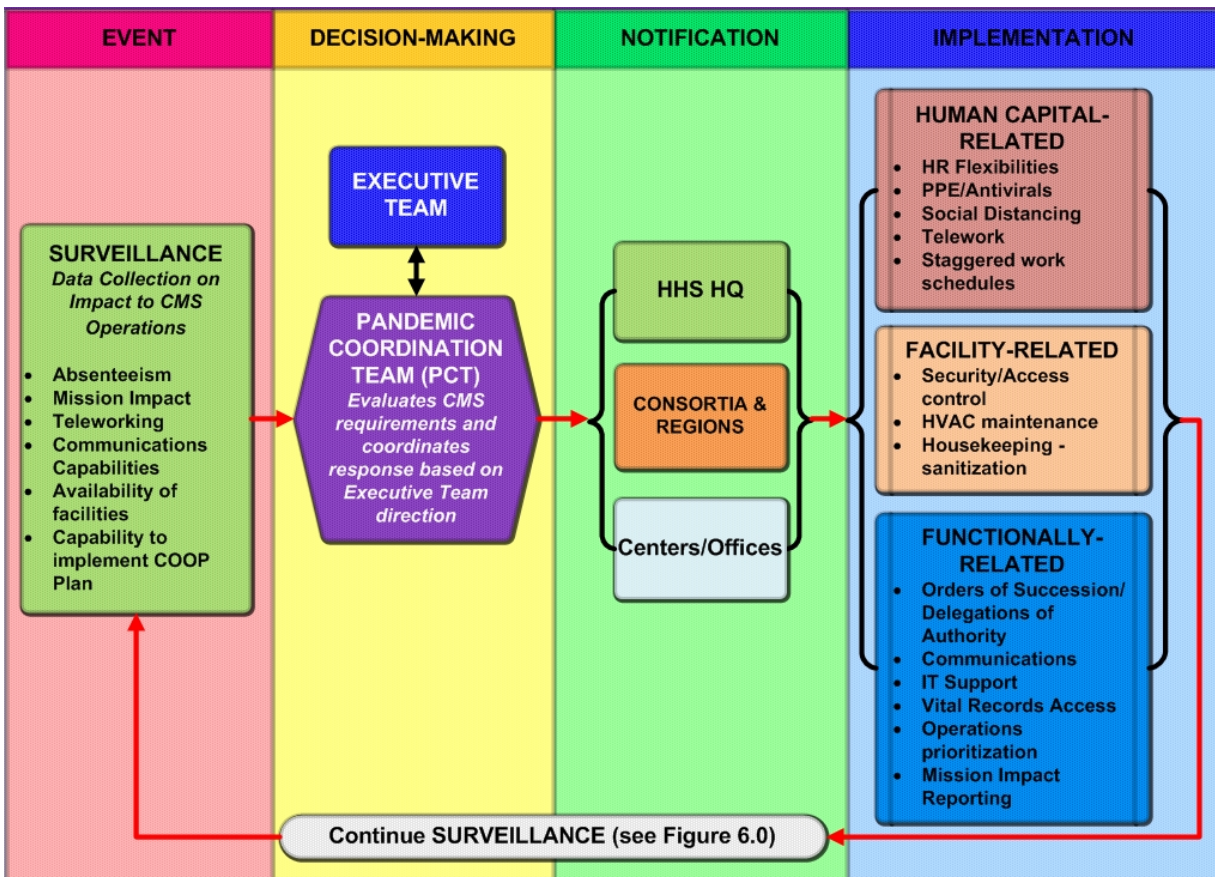 EVENT
DECISION-MAKING
NOTIFICATION
IMPLEMENTATION
SURVEILLANCE
Data Collection on
Impact to CMS
Operations
• Absenteeism
• Mission Impact
• Teleworking
• Communications
Capabilities
• Availability of
facilities
• Capability to
implement COOP
Plan
EXECUTIVE
TEAM
PANDEMIC
COORDINATION
TEAM (PCT)
Evaluates CMS
requirements and
coordinates
response based on
Executive Team
direction
HHS HQ
CONSORTIA &
REGIONS
Centers/Offices
HUMAN CAPITAL-
RELATED
• HR Flexibilities
• PPE/Antivirals
• Social Distancing
• Telework
• Staggered work
schedules
FACILITY-RELATED
• Security/Access
control
• HVAC maintenance
• Housekeeping -
sanitization
FUNCTIONALLY-
RELATED
• Orders of Succession/
Delegations of
Authority
• Communications
• IT Support
• Vital Records Access
• Operations
prioritization
• Mission Impact
Reporting
Continue SURVEILLANCE (see Figure 6.0)